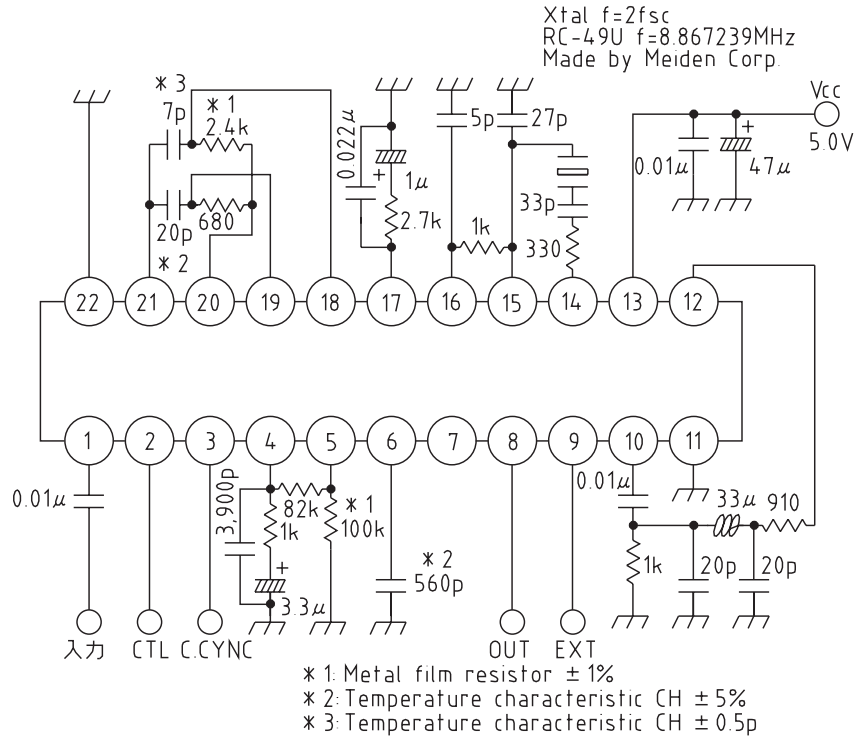 Xtal f=2fsc
RC-49U f=8.867239MHz
Made by Meiden Corp.
Vcc
5.0V
＊3
7p
＊1
2.4k
680
20p
＊2
0.022μ
+
1μ
2.7k
5p
27p
1k
33p
330
0.01μ
+
47μ
22 21 20 19 18 17 16 15 14 13 12
1 2 3 4 5 6 7 8 9 10 11
0.01μ
3,900p
82k
1k
+
3.3μ
＊1
100k
＊2
560p
0.01μ
33μ
910
1k
20p
20p
入力 CTL C.CYNC OUT EXT
＊1: Metal film resistor ±1%
＊2: Temperature characteristic CH ±5%
＊3: Temperature characteristic CH ±0.5p